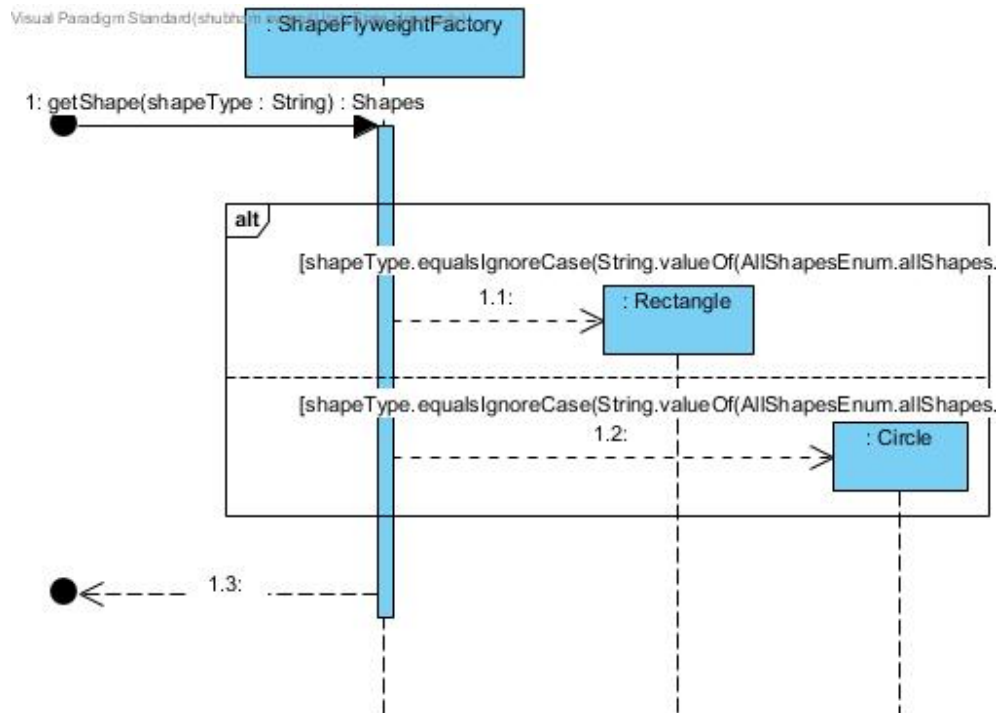 Visual Paradigm Standard(shubham
: ShapeFlyweightFactory
1: getShape(shapeType : String) : Shapes
alt
[shapeType.equalsIgnoreCase(String.valueOf(AllShapesEnum.allShapes.
1.1:
: Rectangle
[shapeType.equalsIgnoreCase(String.valueOf(AllShapesEnum.allShapes.
1.2:
: Circle
1.3: